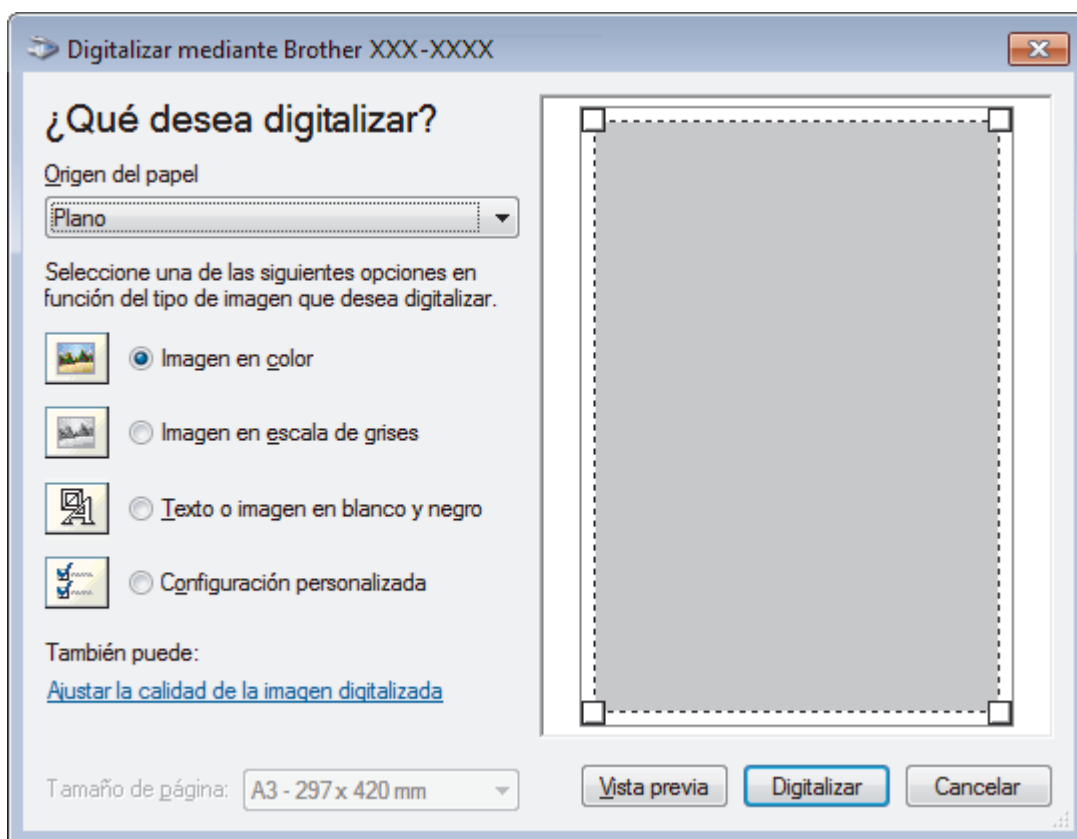 Digitalizar mediante Brother XXX-XXXX
¿Qué desea digitalizar?
Origen del papel
Plano
Seleccione una de las siguientes opciones en
función del tipo de imagen que desea digitalizar.
Imagen en color
Imagen en escala de grises
Texto o imagen en blanco y negro
Configuración personalizada
También puede:
Ajustar la calidad de la imagen digitalizada
Tamaño de página: A3 - 297 x 420 mm
Vista previa Digitalizar Cancelar